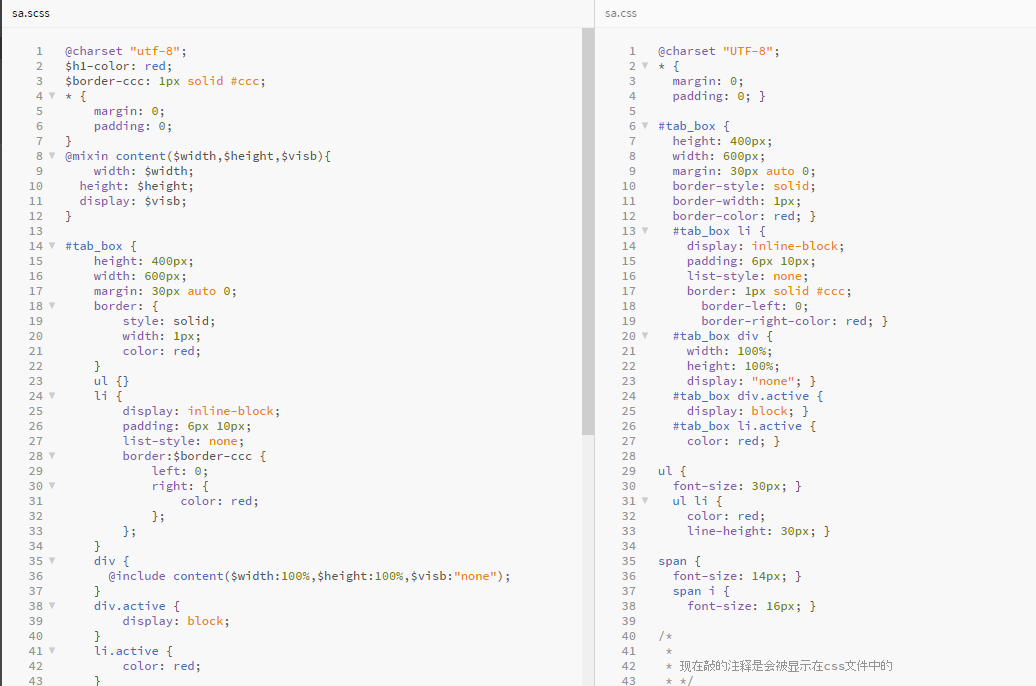 sa.scss
1 @charset "utf-8";
2 $h1-color: red;
3 $border-ccc: 1px solid #ccc;
4 * {
5     margin: 0;
6     padding: 0;
7 }
8 @mixin content($width,$height,$visb){
9     width: $width;
10   height: $height;
11   display: $visb;
12 }
13
14 #tab_box {
15     height: 400px;
16     width: 600px;
17     margin: 30px auto 0;
18     border: {
19         style: solid;
20         width: 1px;
21         color: red;
22     }
23     ul {}
24     li {
25         display: inline-block;
26         padding: 6px 10px;
27         list-style: none;
28         border:$border-ccc {
29             left: 0;
30             right: {
31                 color: red;
32             };
33         };
34     }
35     div {
36       @include content($width:100%,$height:100%,$visb:"none");
37     }
38     div.active {
39         display: block;
40     }
41     li.active {
42         color: red;
43     }
sa.css
1 @charset "UTF-8";
2 * {
3   margin: 0;
4   padding: 0; }
5
6 #tab_box {
7   height: 400px;
8   width: 600px;
9   margin: 30px auto 0;
10   border-style: solid;
11   border-width: 1px;
12   border-color: red; }
13   #tab_box li {
14     display: inline-block;
15     padding: 6px 10px;
16     list-style: none;
17     border: 1px solid #ccc;
18       border-left: 0;
19       border-right-color: red; }
20   #tab_box div {
21     width: 100%;
22     height: 100%;
23     display: "none"; }
24   #tab_box div.active {
25     display: block; }
26   #tab_box li.active {
27     color: red; }
28
29 ul {
30   font-size: 30px; }
31   ul li {
32     color: red;
33     line-height: 30px; }
34
35 span {
36   font-size: 14px; }
37   span i {
38     font-size: 16px; }
39
40 /*
41  *
42  * 现在敲的注释是会被显示在css文件中的
43  * */